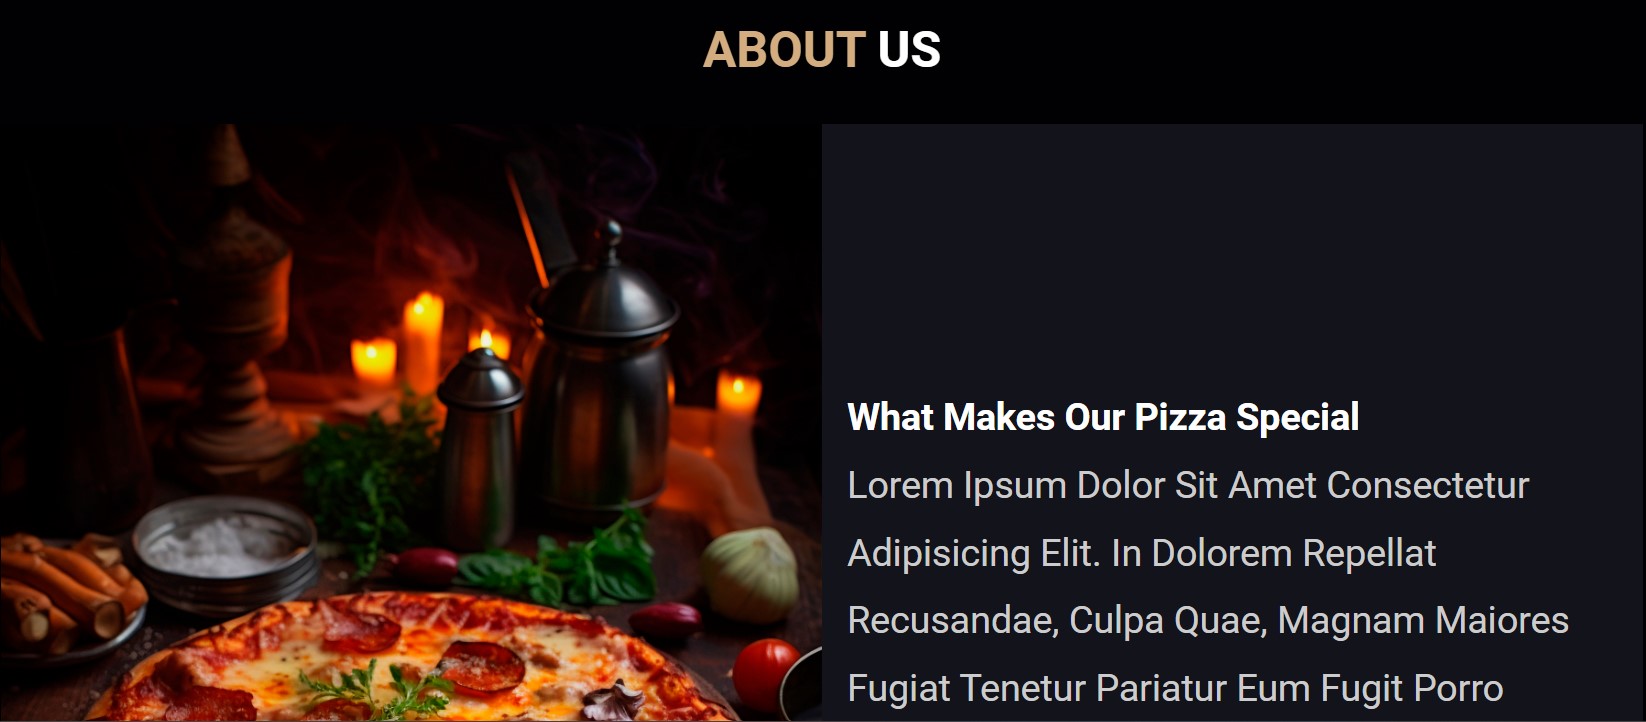 ABOUT US
What Makes Our Pizza Special
Lorem Ipsum Dolor Sit Amet Consectetur
Adipisicing Elit. In Dolorem Repellat
Recusandae, Culpa Quae, Magnam Maiores
Fugiat Tenetur Pariatur Eum Fugit Porro